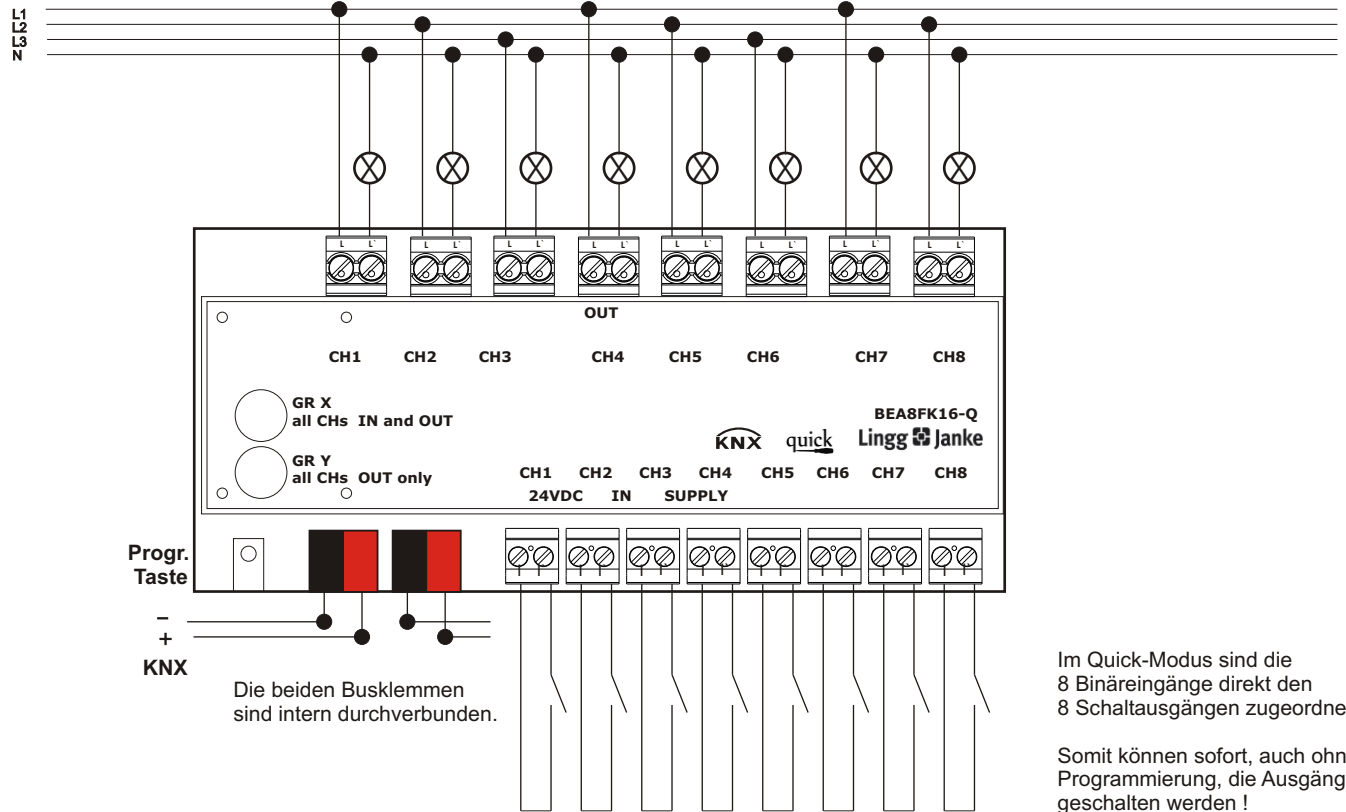 L1
L2
L3
N
L L` L L` L L` L L` L L` L L` L L` L L`
OUT
CH1 CH2 CH3 CH4 CH5 CH6 CH7 CH8
GR X
all CHs IN and OUT
BEA8FK16-Q
KNX quick Lingg Janke
GR Y
all CHs OUT only
CH1 CH2 CH3 CH4 CH5 CH6 CH7 CH8
24VDC IN SUPPLY
Progr.
Taste
–
+
KNX
Die beiden Busklemmen
sind intern durchverbunden.
Im Quick-Modus sind die
8 Binäreingänge direkt den
8 Schaltausgängen zugeordne
Somit können sofort, auch ohn
Programmierung, die Ausgäng
geschalten werden !